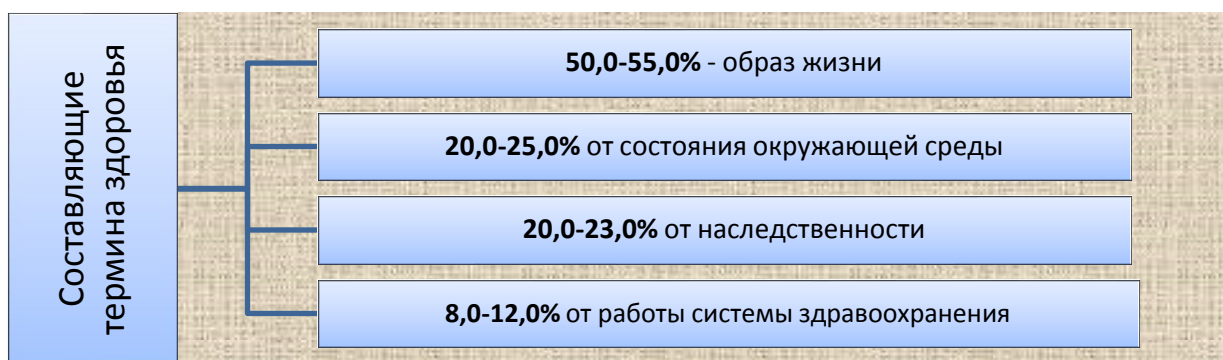 Составляющие
термина здоровья
50,0-55,0% - образ жизни
20,0-25,0% от состояния окружающей среды
20,0-23,0% от наследственности
8,0-12,0% от работы системы здравоохранения